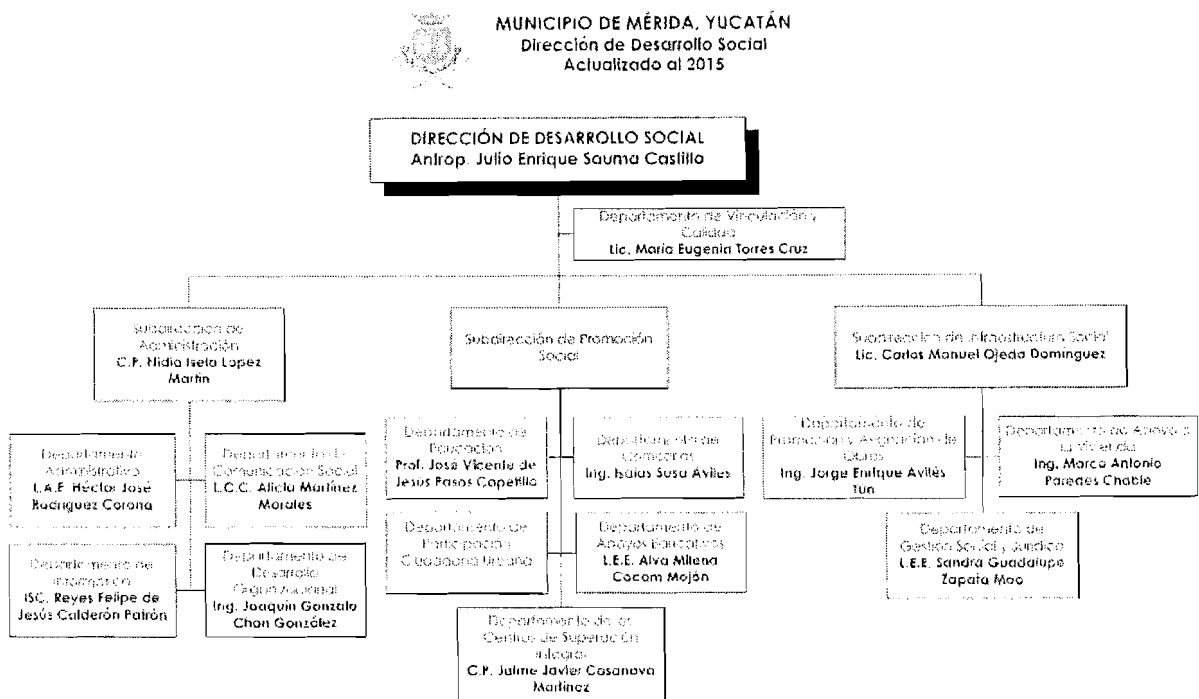 MUNICIPIO DE MÉRIDA, YUCATÁN
Dirección de Desarrollo Social
Actualizado al 2015
DIRECCIÓN DE DESARROLLO SOCIAL
Antrop. Julio Enrique Sauma Castillo
Departamento de Vinculación y
Calidad
Lic. María Eugenia Torres Cruz
Subdirección de
Administración
C.P. Nidia Iseta Lopez
Martin
Subdirección de Promoción
Social
Subdirección de Infraestructura Social
Lic. Carlos Manuel Ojeda Dominguez
Departamento
Administrativo
L.A.E. Héctor José
Rodriguez Corona
Departamento de
Comunicación Social
L.C.C. Alicia Martínez
Morales
Departamento de
Educación
Prof. José Vicente de
Jesús Pasos Capetillo
Departamento de
Comisarías
Ing. Isaías Susa Aviles
Departamento de
Promoción y Asignación de
Obras
Ing. Jorge Enrique Avilés
Tun
Departamento de Apoyo a
la Vivienda
Ing. Marco Antonio
Paredes Chable
Departamento de
Información
ISC. Reyes Felipe de
Jesús Calderón Patrón
Departamento de
Desarrollo
Organizacional
Ing. Joaquín Gonzalo
Chan González
Departamento de
Participación
Ciudadana Urbana
Departamento de
Apoyos Educativos
L.E.E. Alva Milena
Cocom Mojón
Departamento de
Gestión Social y Jurídico
L.E.E. Sandra Guadalupe
Zapata Moo
Departamento de los
Centros de Superación
Integral
C.P. Jaime Javier Casanova
Martinez